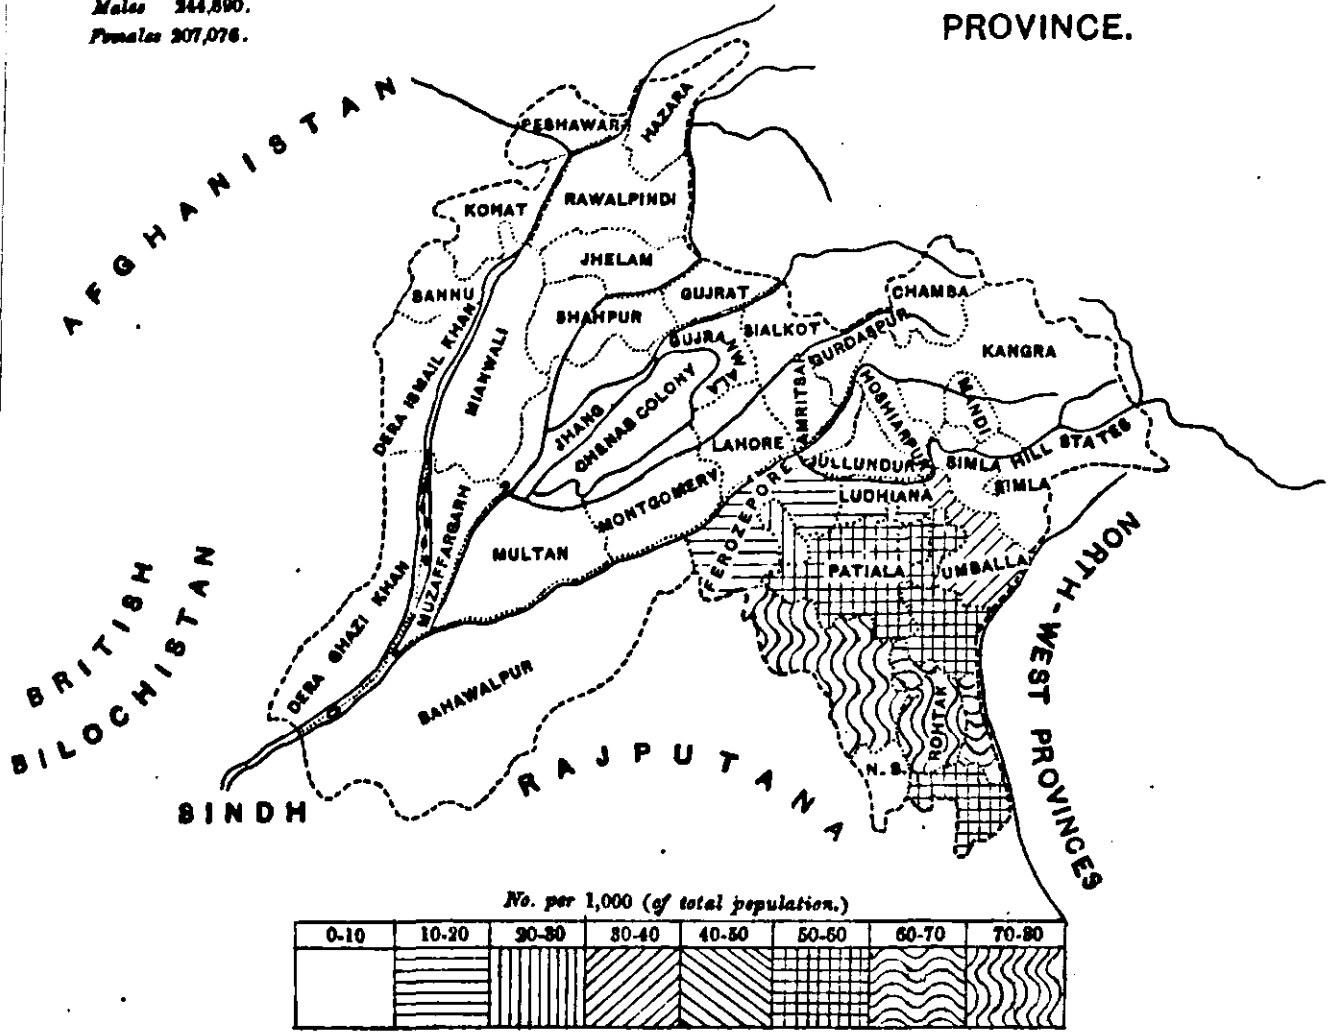 Males 244,890.
Females 207,076.
PROVINCE.
AFGHANISTAN
PESHAWAR
HAZARA
KOHAT
RAWALPINDI
JHELAM
BANNU
GUJRAT
CHAMBA
SHAHPUR
SIALKOT
GURDASPUR
DERA ISMAIL KHAN
MIANWALI
GUJRANWALA
KANGRA
AMRITSAR
HOSHIARPUR
MANDI
JHANG
CHENAB COLONY
LAHORE
JULLUNDUR
SIMLA HILL STATES
SIMLA
MUZAFFARGARH
MONTGOMERY
FEROZEPORE
LUDHIANA
MULTAN
PATIALA
UMBALLA
NORTH-WEST PROVINCES
BRITISH
BILOCHISTAN
DERA GHAZI KHAN
BAHAWALPUR
ROHTAK
N. S.
RAJPUTANA
SINDH
No. per 1,000 (of total population.)
0-10 10-20 20-30 30-40 40-50 50-60 60-70 70-80